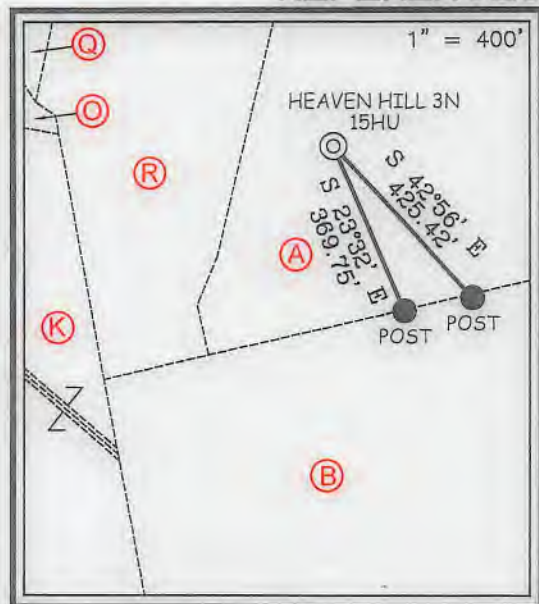 1" = 400'
Q
O
HEAVEN HILL 3N
15HU
R
S 42°56' E
425.42'
S 23°32' E
369.75'
A
K
POST
POST
B